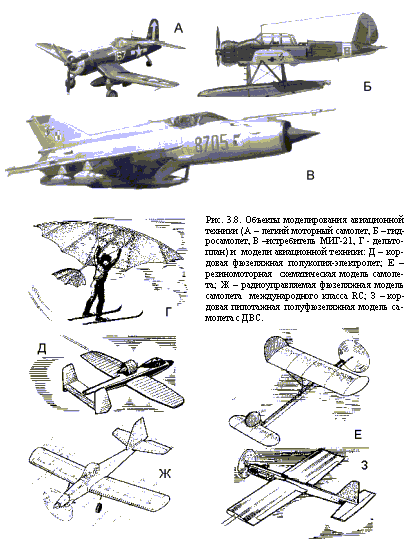 А
157
Б
8705
В
Рис. 3.8. Объекты моделирования авиационной
техники (А – легкий моторный самолет, Б – гид-
росамолет, В –истребитель МИГ-21, Г - дельто-
план) и модели авиационной техники: Д – кор-
довая фюзеляжная полукопия-электролет; Е –
резиномоторная схематическая модель самоле-
та; Ж – радиоуправляемая фюзеляжная модель
самолета международного класса RC; З – кор-
довая пилотажная полуфюзеляжная модель са-
молета с ДВС.
Г
Д
Е
Ж
З